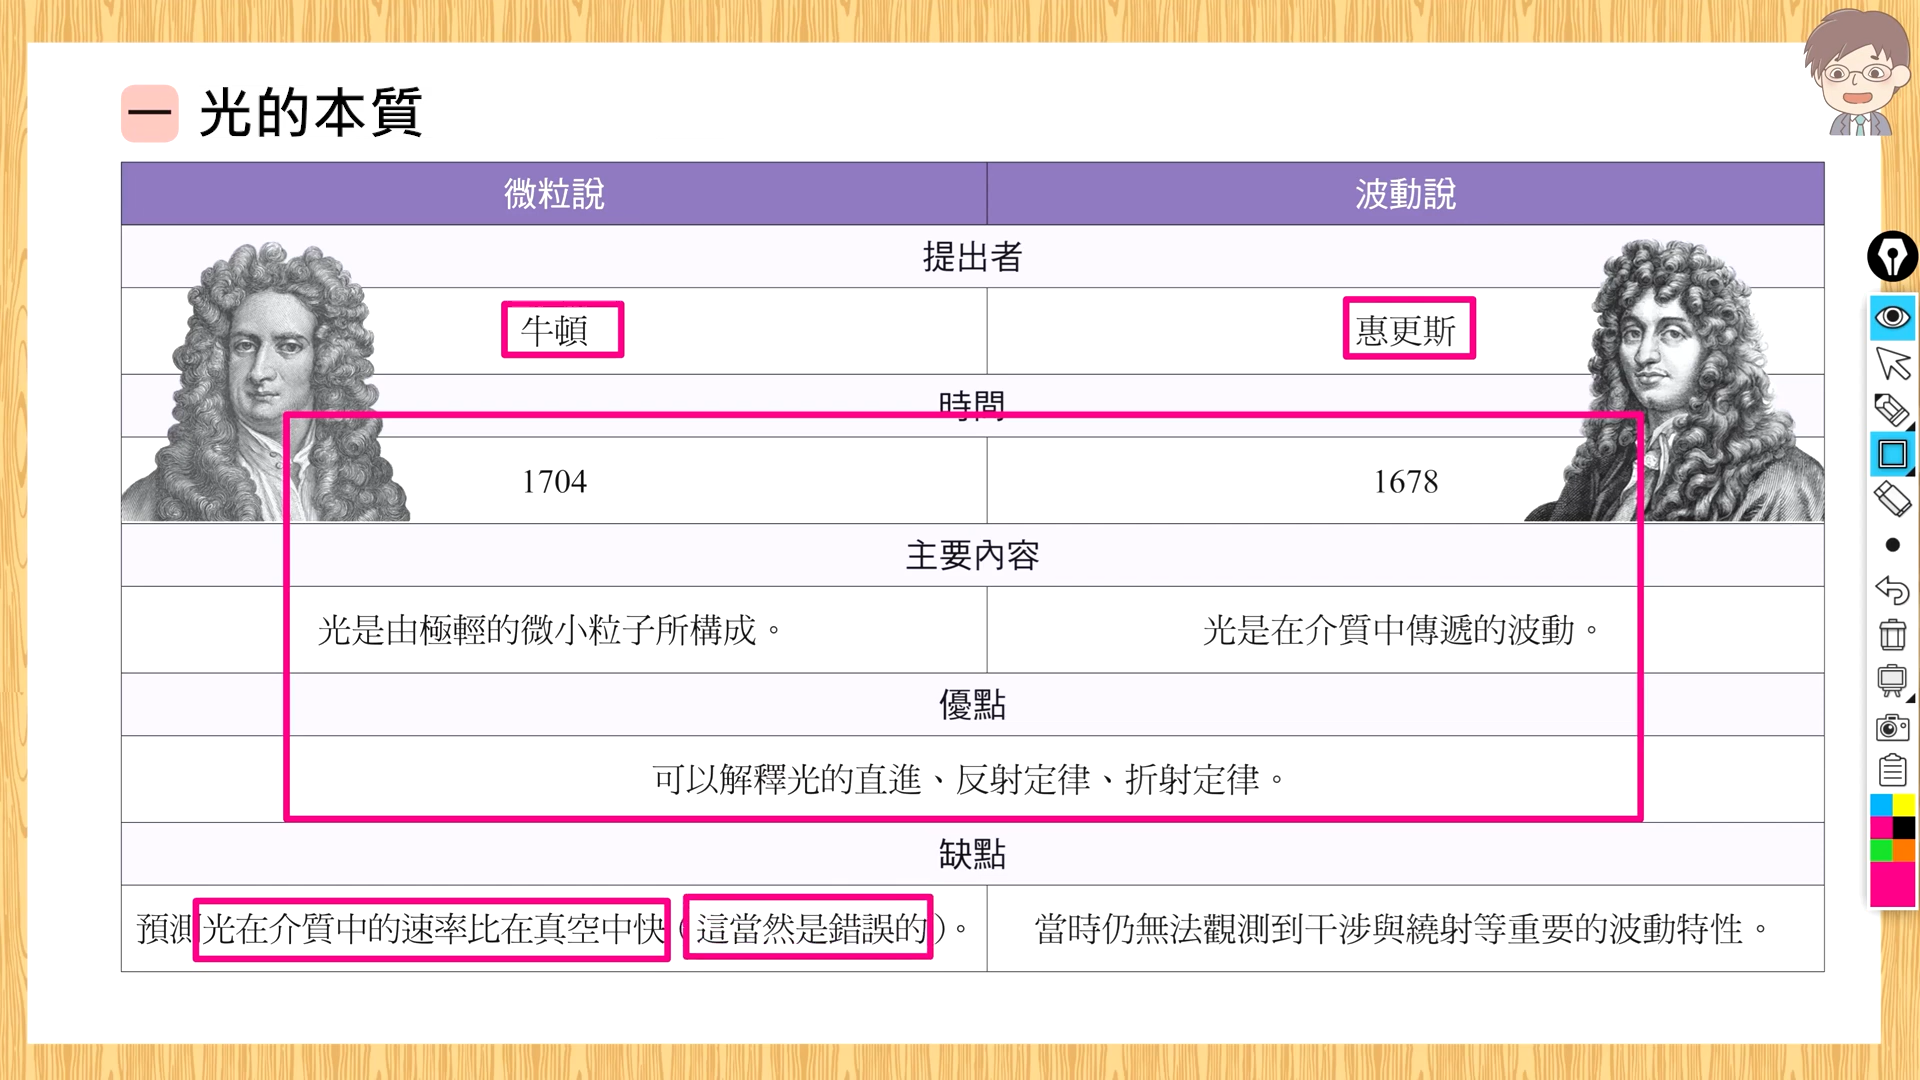 一 光的本質
微粒說 波動說
提出者
牛頓 惠更斯
時間
1704 1678
主要內容
光是由極輕的微小粒子所構成。 光是在介質中傳遞的波動。
優點
可以解釋光的直進、反射定律、折射定律。
缺點
預測光在介質中的速率比在真空中快(這當然是錯誤的)。 當時仍無法觀測到干涉與繞射等重要的波動特性。